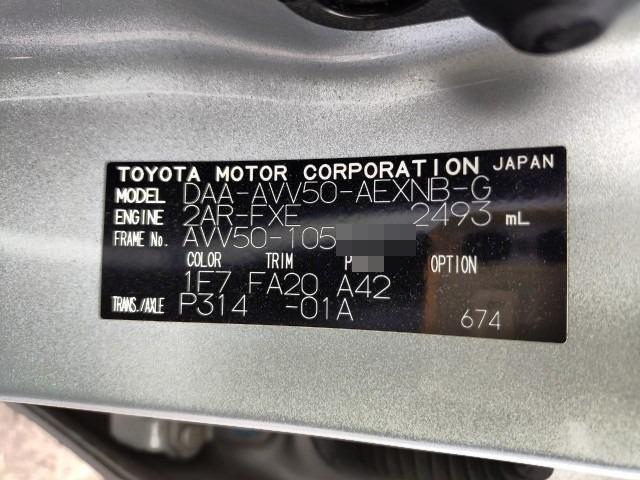 TOYOTA MOTOR CORPORATION JAPAN
MODEL DAA-AVV50-AEXNB-G
ENGINE 2AR-FXE 2493 mL
FRAME No. AVV50-105
COLOR TRIM OPTION
1F7 FA20 A42
TRANS./AXLE P314 -01A 674